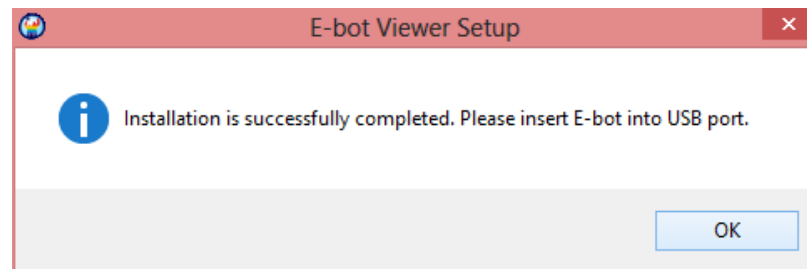 E-bot Viewer Setup
Installation is successfully completed. Please insert E-bot into USB port.
OK